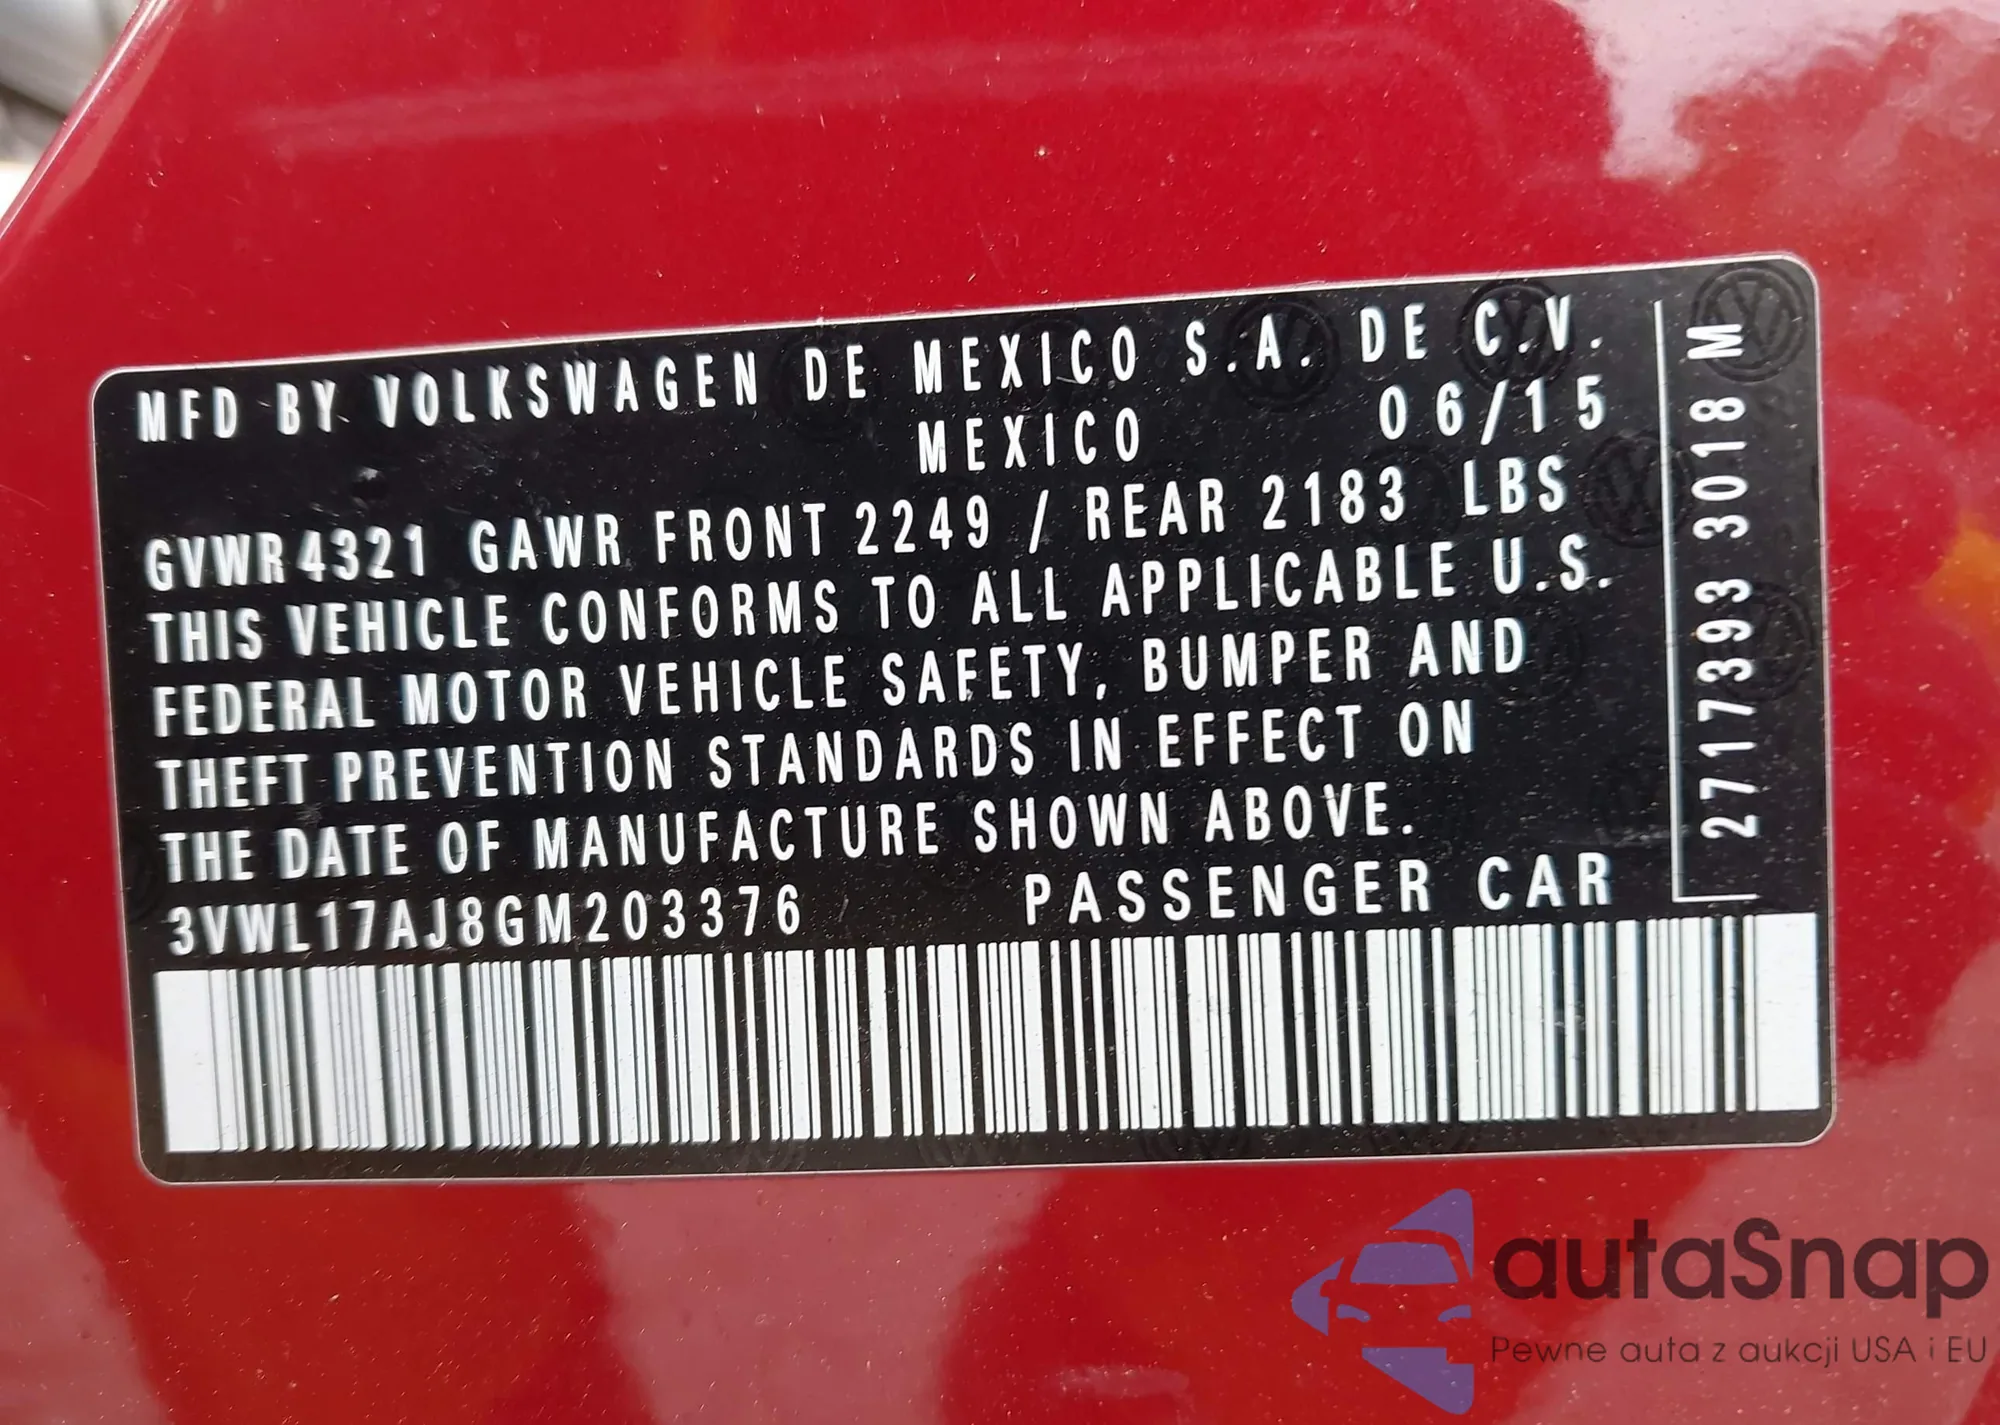 MFD BY VOLKSWAGEN DE MEXICO S.A. DE C.V.
MEXICO 06/15
GVWR 4321 GAWR FRONT 2249 / REAR 2183 LBS
THIS VEHICLE CONFORMS TO ALL APPLICABLE U.S.
FEDERAL MOTOR VEHICLE SAFETY, BUMPER AND
THEFT PREVENTION STANDARDS IN EFFECT ON
THE DATE OF MANUFACTURE SHOWN ABOVE.
3VWL17AJ8GM203376 PASSENGER CAR
2717393 3018 M
autaSnap
Pewne auta z aukcji USA i EU